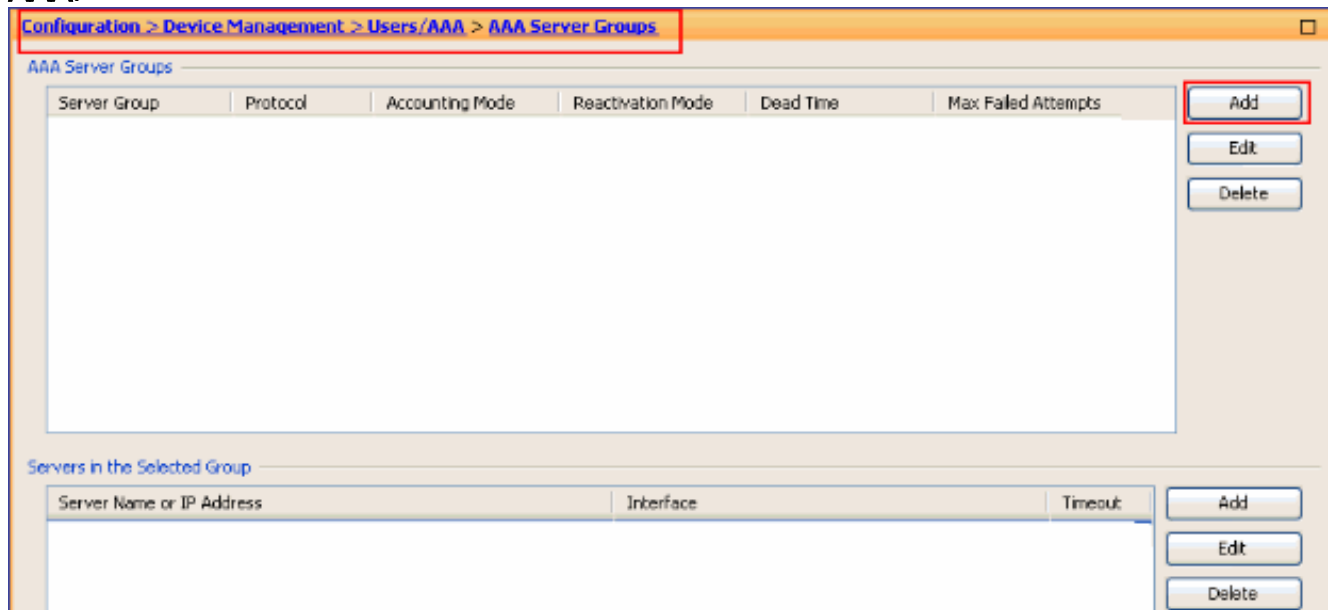 Configuration > Device Management > Users/AAA > AAA Server Groups
AAA Server Groups
Server Group Protocol Accounting Mode Reactivation Mode Dead Time Max Failed Attempts Add
Edit
Delete
Servers in the Selected Group
Server Name or IP Address Interface Timeout Add
Edit
Delete